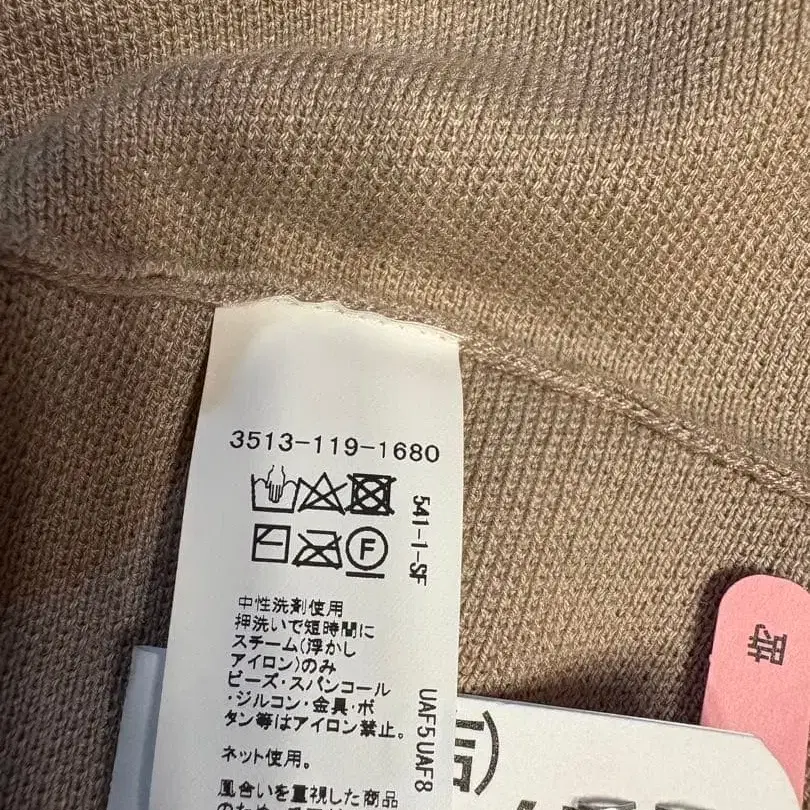 3513-119-1680
541-1-SF
F
中性洗剤使用
押洗いで短時間に
スチーム(浮かし
アイロン)のみ
ビーズ・スパンコール
・ジルコン・金具・ボ
タン等はアイロン禁止。
ネット使用。
風合いを重視した商品
UAF5UAF8